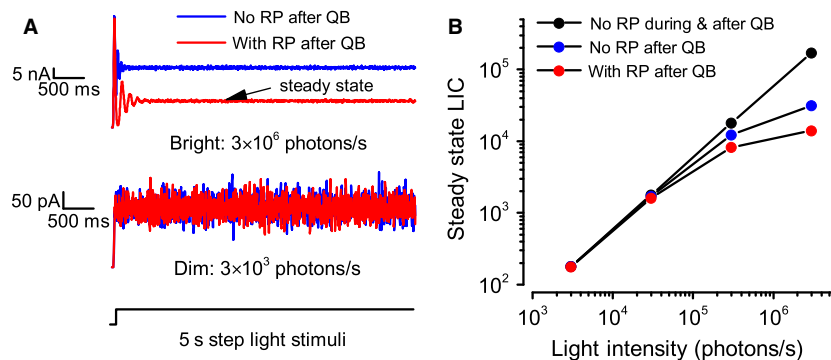 A
No RP after QB
With RP after QB
5 nA
500 ms
steady state
Bright: 3×10⁶ photons/s
50 pA
500 ms
Dim: 3×10³ photons/s
5 s step light stimuli
B
No RP during & after QB
No RP after QB
With RP after QB
Steady state LIC
10⁵
10⁴
10³
10²
10³
10⁴
10⁵
10⁶
Light intensity (photons/s)